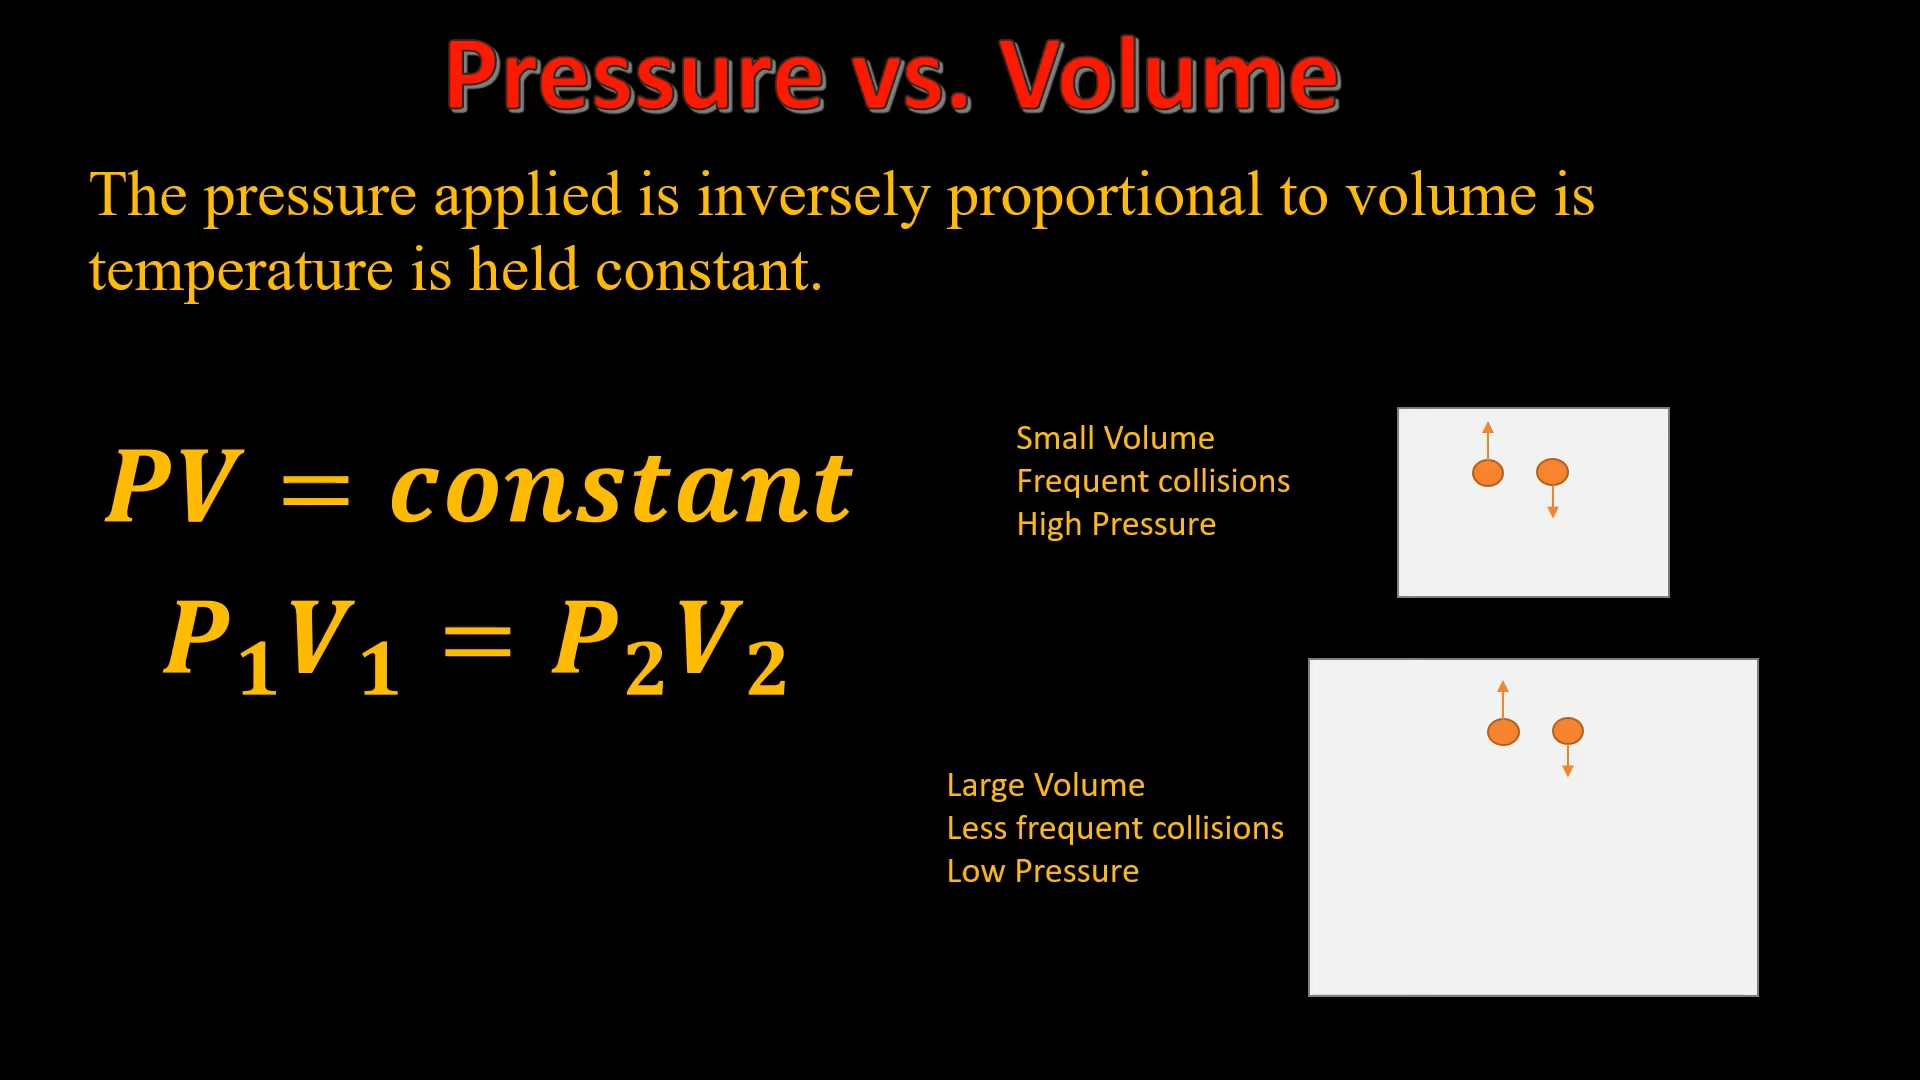 Pressure vs. Volume
The pressure applied is inversely proportional to volume is
temperature is held constant.
PV = constant
P₁V₁ = P₂V₂
Small Volume
Frequent collisions
High Pressure
Large Volume
Less frequent collisions
Low Pressure